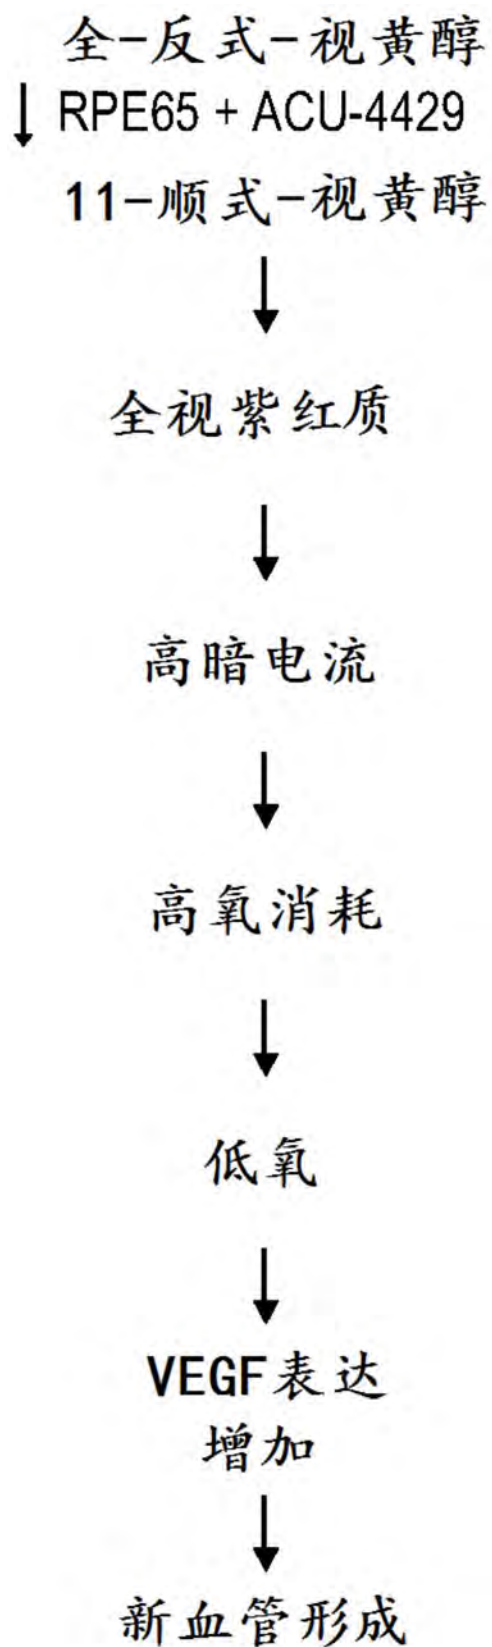 全-反式-视黄醇
RPE65 + ACU-4429
11-顺式-视黄醇
全视紫红质
高暗电流
高氧消耗
低氧
VEGF表达
增加
新血管形成